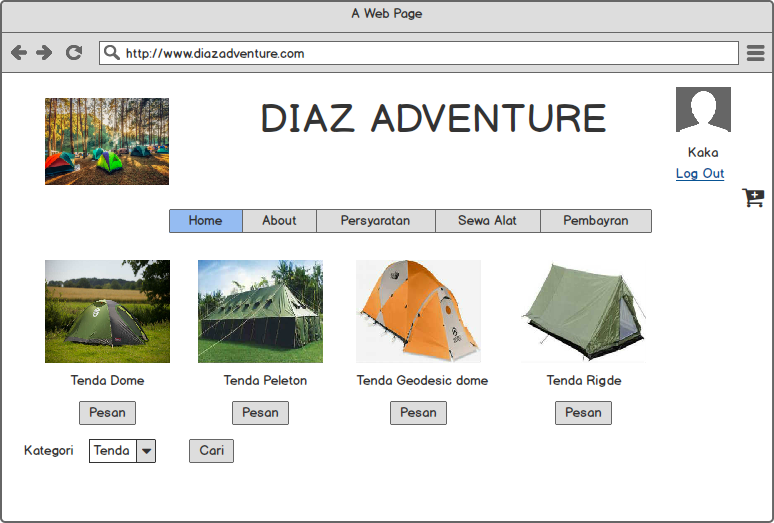 A Web Page
http://www.diazadventure.com
DIAZ ADVENTURE
Kaka
Log Out
Home About Persyaratan Sewa Alat Pembayran
Tenda Dome Tenda Peleton Tenda Geodesic dome Tenda Rigde
Pesan Pesan Pesan Pesan
Kategori Tenda Cari